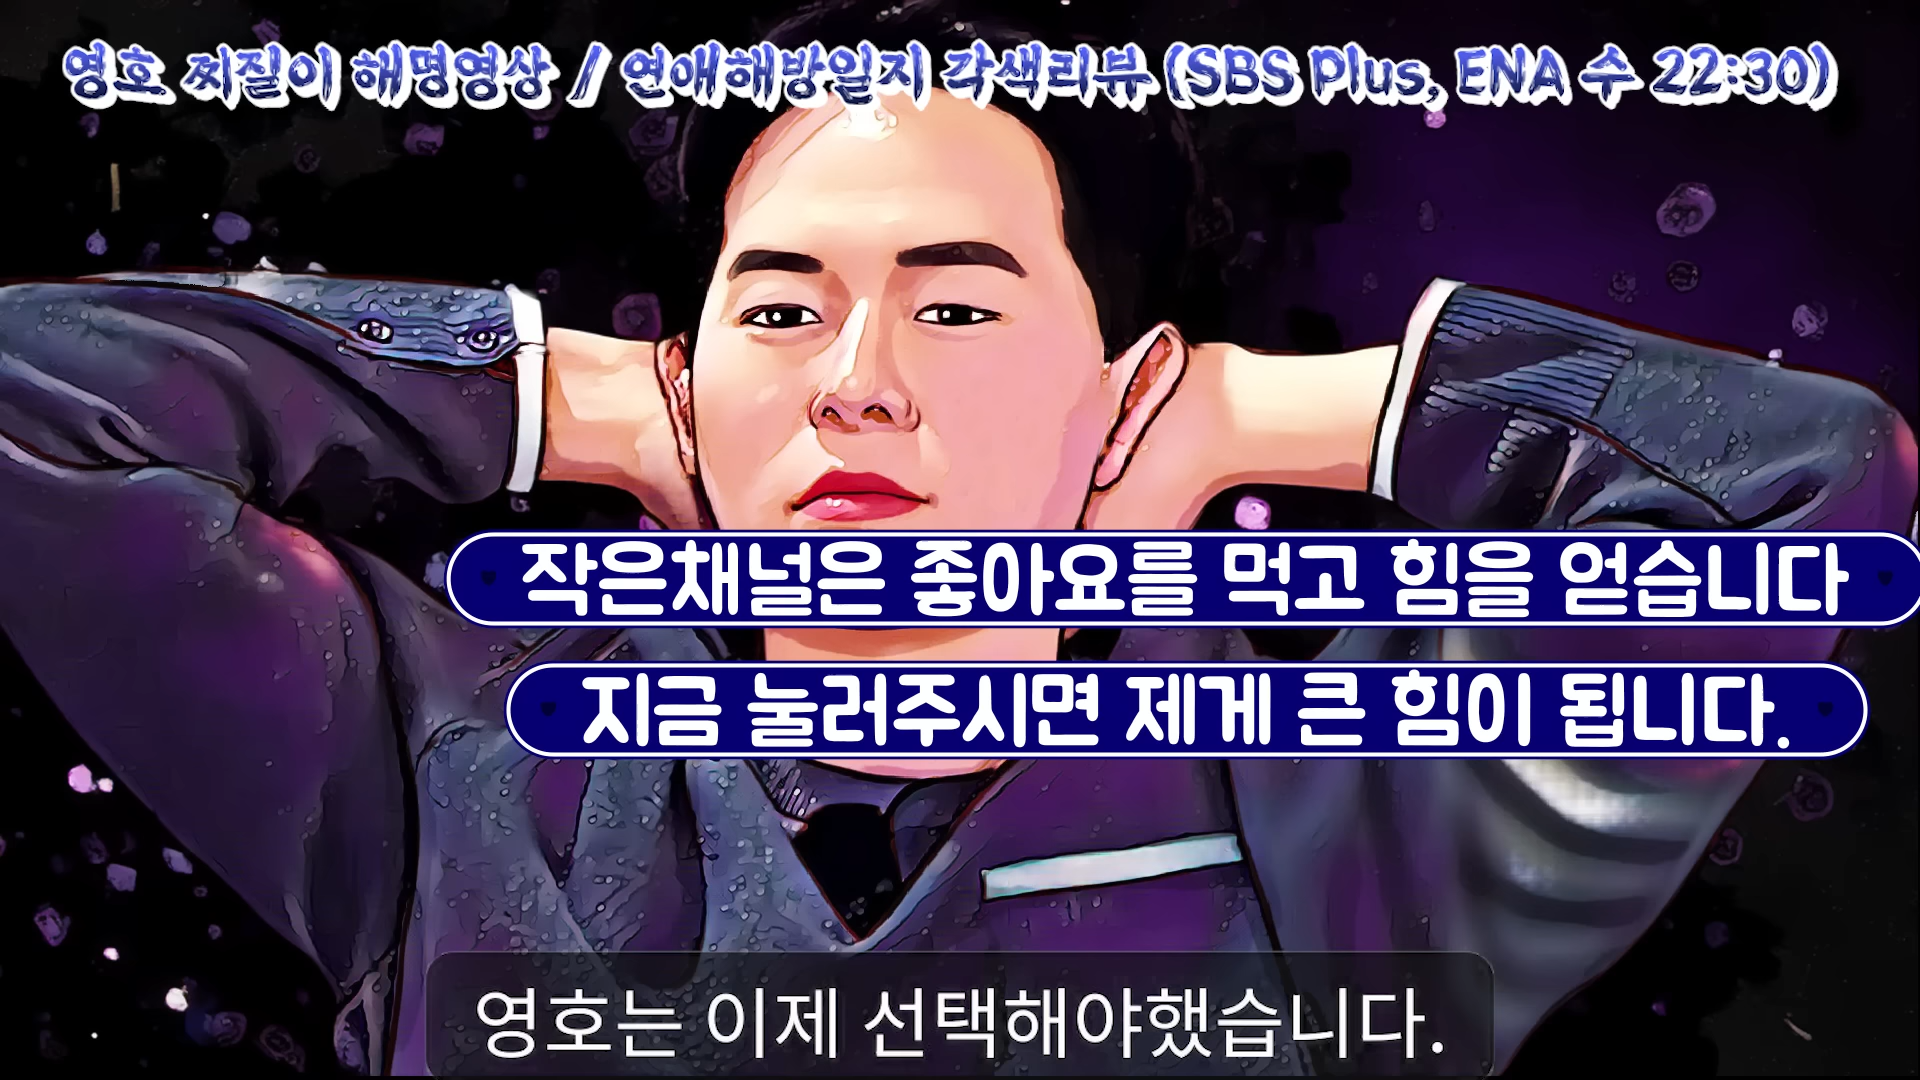 영호 찌질이 해명영상 / 연애해방일지 각색리뷰 (SBS Plus, ENA 수 22:30)
작은채널은 좋아요를 먹고 힘을 얻습니다
지금 눌러주시면 제게 큰 힘이 됩니다.
영호는 이제 선택해야했습니다.